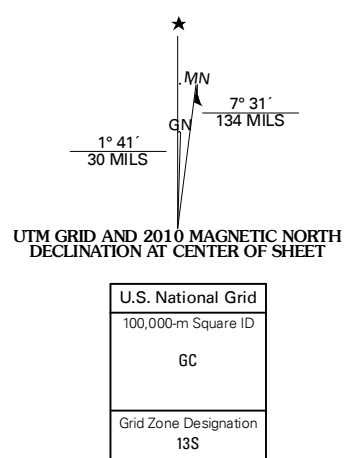 ★
MN
7° 31´
134 MILS
GN
1° 41´
30 MILS
UTM GRID AND 2010 MAGNETIC NORTH
DECLINATION AT CENTER OF SHEET
U.S. National Grid
100,000-m Square ID
GC
Grid Zone Designation
13S